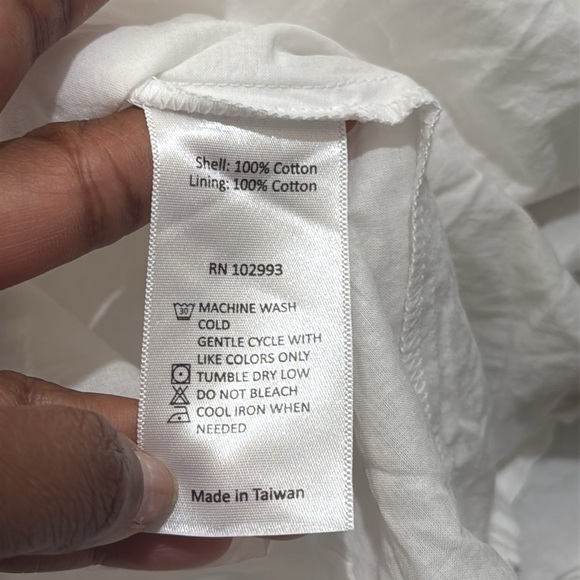 Shell: 100% Cotton
Lining: 100% Cotton
RN 102993
30
MACHINE WASH
COLD
GENTLE CYCLE WITH
LIKE COLORS ONLY
TUMBLE DRY LOW
DO NOT BLEACH
COOL IRON WHEN
NEEDED
Made in Taiwan